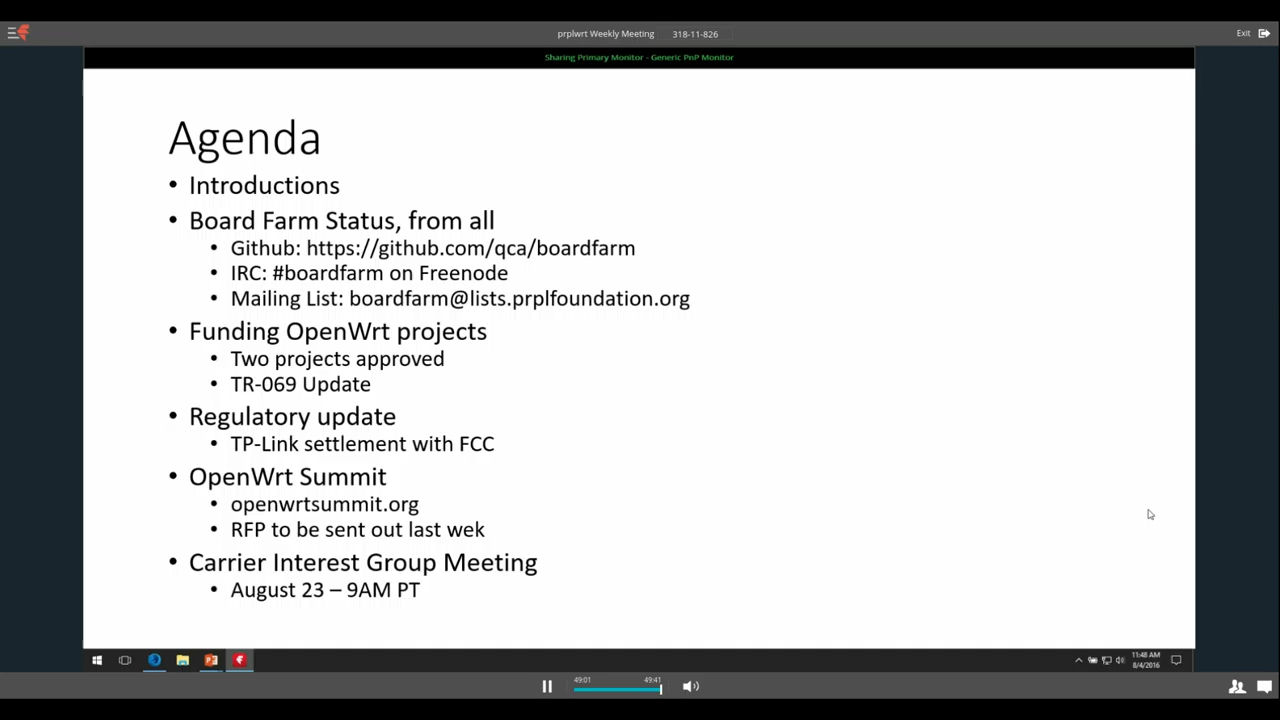 prplwrt Weekly Meeting 318-11-826 Exit
Sharing Primary Monitor - Generic PnP Monitor
Agenda
• Introductions
• Board Farm Status, from all
• Github: https://github.com/qca/boardfarm
• IRC: #boardfarm on Freenode
• Mailing List: boardfarm@lists.prplfoundation.org
• Funding OpenWrt projects
• Two projects approved
• TR-069 Update
• Regulatory update
• TP-Link settlement with FCC
• OpenWrt Summit
• openwrtsummit.org
• RFP to be sent out last wek
• Carrier Interest Group Meeting
• August 23 – 9AM PT
11:48 AM
8/4/2016
49:01 49:41